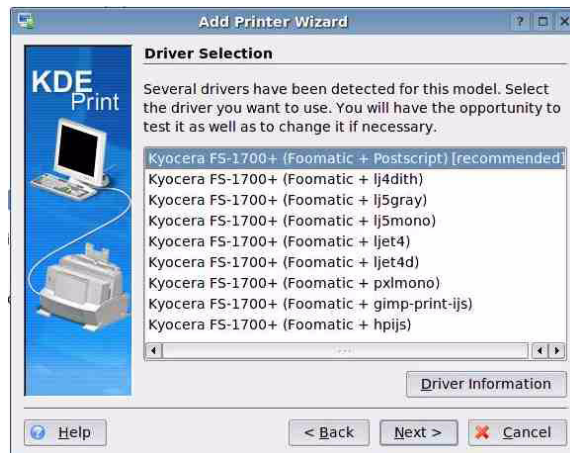 Add Printer Wizard
KDE
Print
Driver Selection
Several drivers have been detected for this model. Select
the driver you want to use. You will have the opportunity to
test it as well as to change it if necessary.
Kyocera FS-1700+ (Foomatic + Postscript) [recommended]
Kyocera FS-1700+ (Foomatic + lj4dith)
Kyocera FS-1700+ (Foomatic + lj5gray)
Kyocera FS-1700+ (Foomatic + lj5mono)
Kyocera FS-1700+ (Foomatic + ljet4)
Kyocera FS-1700+ (Foomatic + ljet4d)
Kyocera FS-1700+ (Foomatic + pxlmono)
Kyocera FS-1700+ (Foomatic + gimp-print-ijs)
Kyocera FS-1700+ (Foomatic + hpijs)
Driver Information
Help
< Back
Next >
Cancel